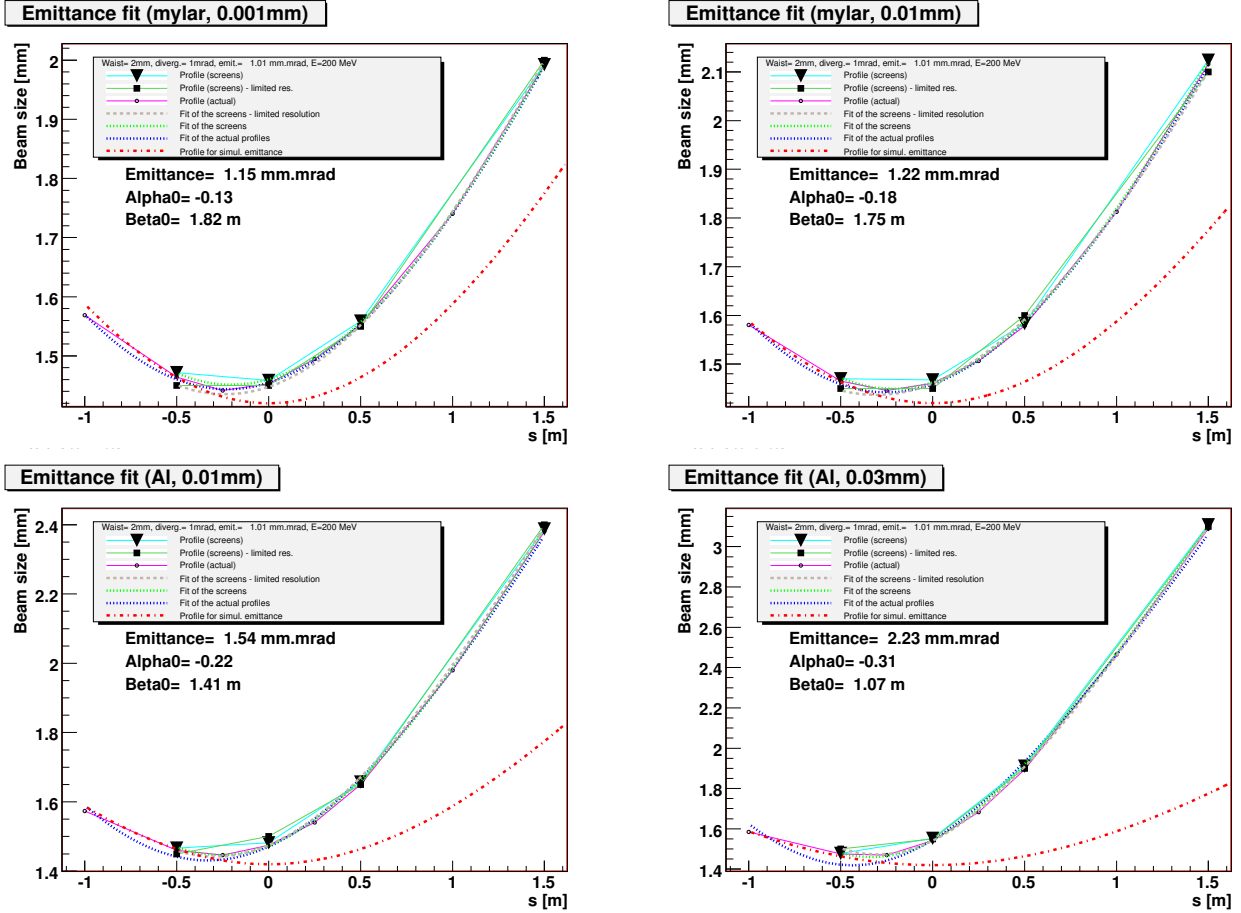 Emittance fit (mylar, 0.001mm)
Beam size [mm]
2
1.9
1.8
1.7
1.6
1.5
Waist= 2mm, diverg.= 1mrad, emit.= 1.01 mm.mrad, E=200 MeV
Profile (screens)
Profile (screens) - limited res.
Profile (actual)
Fit of the screens - limited resolution
Fit of the screens
Fit of the actual profiles
Profile for simul. emittance
Emittance= 1.15 mm.mrad
Alpha0= -0.13
Beta0= 1.82 m
-1 -0.5 0 0.5 1 1.5
s [m]
Emittance fit (mylar, 0.01mm)
Beam size [mm]
2.1
2
1.9
1.8
1.7
1.6
1.5
Waist= 2mm, diverg.= 1mrad, emit.= 1.01 mm.mrad, E=200 MeV
Profile (screens)
Profile (screens) - limited res.
Profile (actual)
Fit of the screens - limited resolution
Fit of the screens
Fit of the actual profiles
Profile for simul. emittance
Emittance= 1.22 mm.mrad
Alpha0= -0.18
Beta0= 1.75 m
-1 -0.5 0 0.5 1 1.5
s [m]
Emittance fit (Al, 0.01mm)
Beam size [mm]
2.4
2.2
2
1.8
1.6
1.4
Waist= 2mm, diverg.= 1mrad, emit.= 1.01 mm.mrad, E=200 MeV
Profile (screens)
Profile (screens) - limited res.
Profile (actual)
Fit of the screens - limited resolution
Fit of the screens
Fit of the actual profiles
Profile for simul. emittance
Emittance= 1.54 mm.mrad
Alpha0= -0.22
Beta0= 1.41 m
-1 -0.5 0 0.5 1 1.5
s [m]
Emittance fit (Al, 0.03mm)
Beam size [mm]
3
2.8
2.6
2.4
2.2
2
1.8
1.6
1.4
Waist= 2mm, diverg.= 1mrad, emit.= 1.01 mm.mrad, E=200 MeV
Profile (screens)
Profile (screens) - limited res.
Profile (actual)
Fit of the screens - limited resolution
Fit of the screens
Fit of the actual profiles
Profile for simul. emittance
Emittance= 2.23 mm.mrad
Alpha0= -0.31
Beta0= 1.07 m
-1 -0.5 0 0.5 1 1.5
s [m]